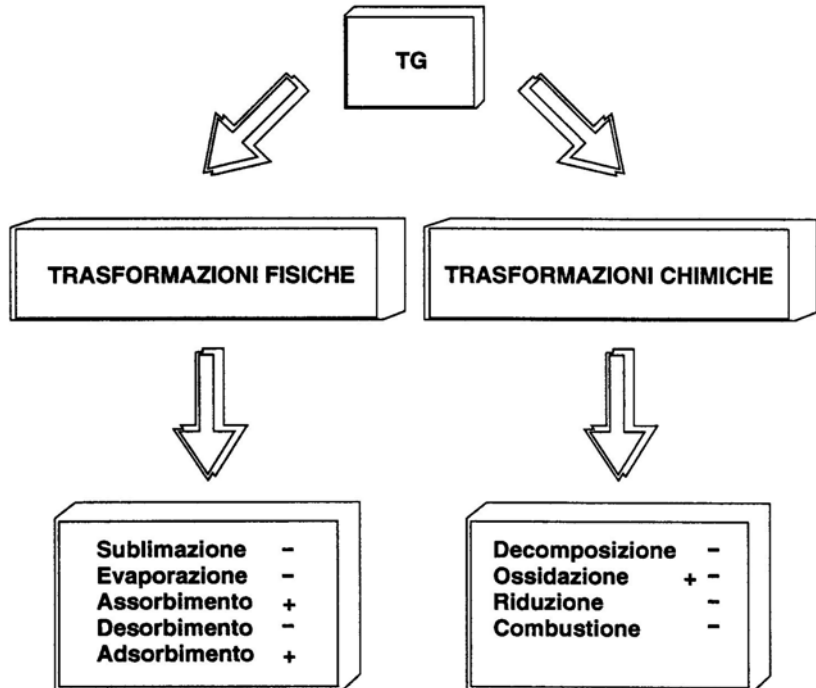 TG
TRASFORMAZIONI FISICHE
TRASFORMAZIONI CHIMICHE
Sublimazione -
Evaporazione -
Assorbimento +
Desorbimento -
Adsorbimento +
Decomposizione -
Ossidazione + -
Riduzione -
Combustione -